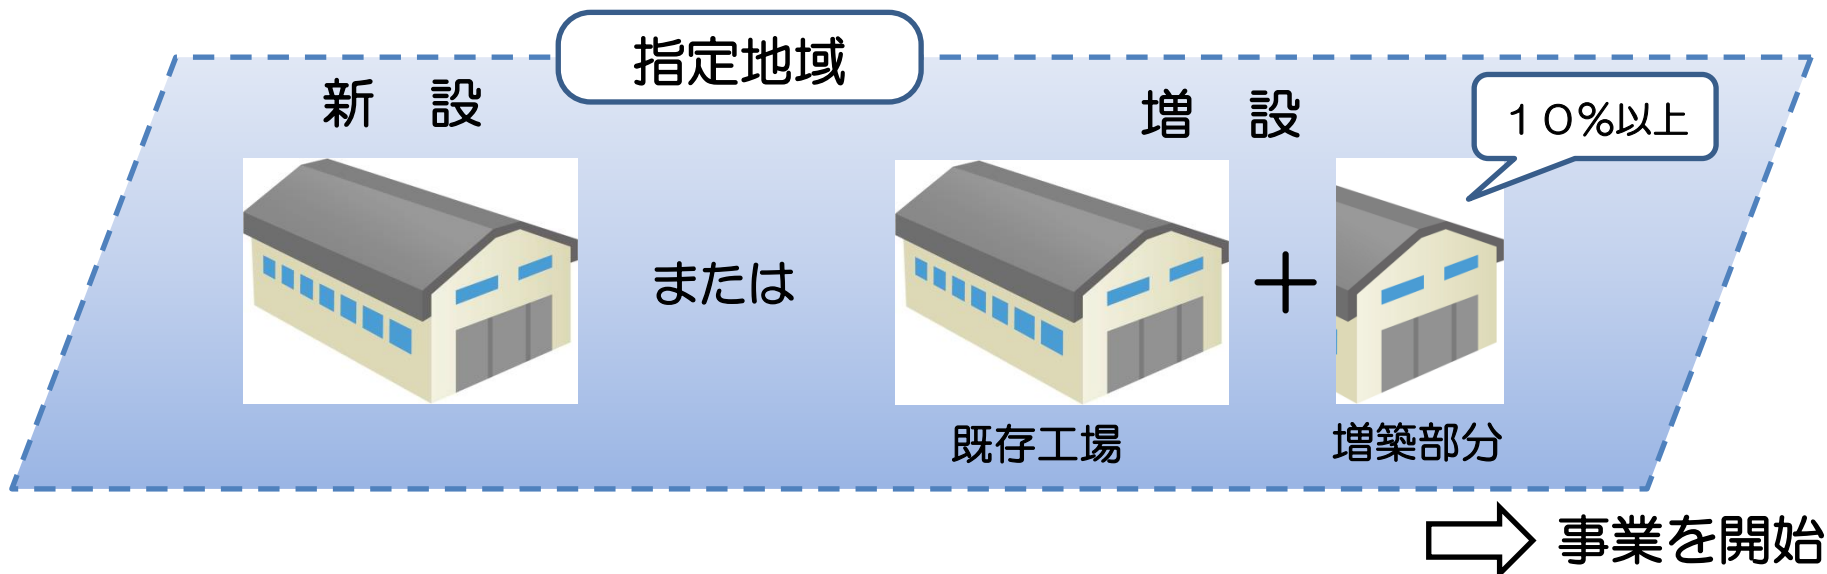 指定地域
新　設
増　設
１０％以上
または
＋
既存工場
増築部分
事業を開始